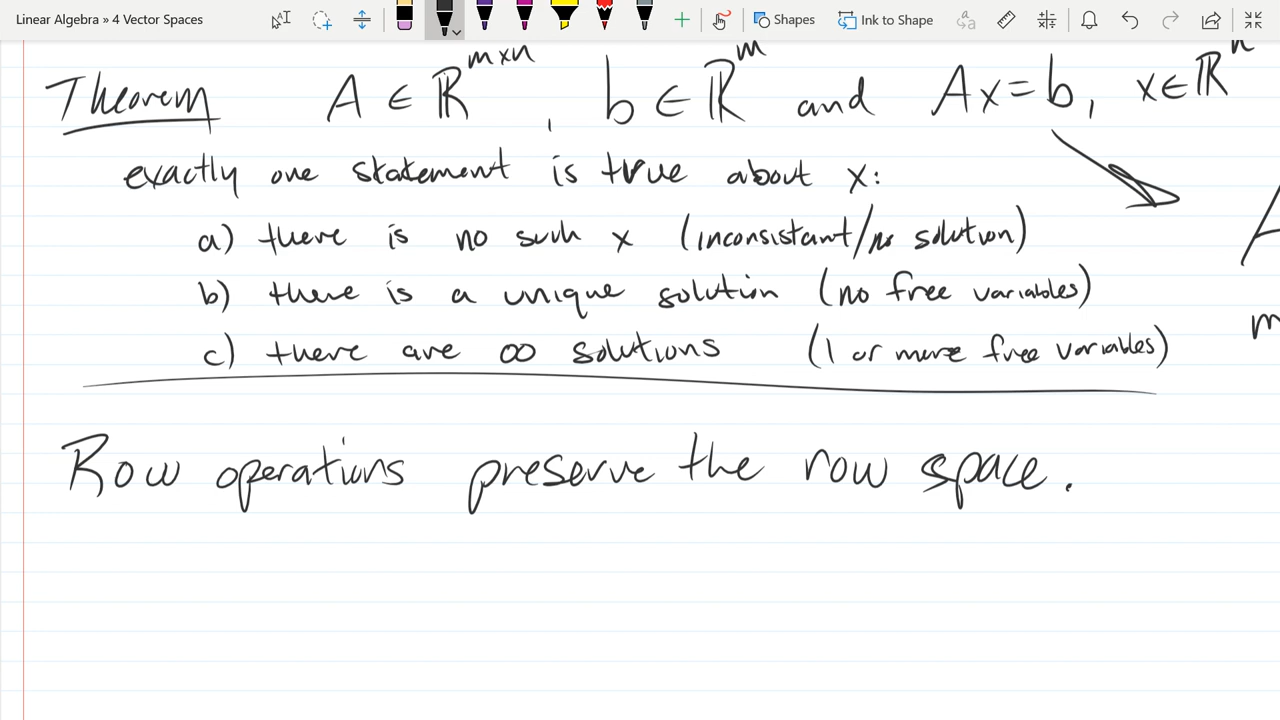 Linear Algebra » 4 Vector Spaces
Shapes
Ink to Shape
Theorem A ∈ ℝ^{m×n}, b ∈ ℝ^m and Ax=b, x∈ℝ^n
exactly one statement is true about x:
a) there is no such x (inconsistant/no solution)
b) there is a unique solution (no free variables)
c) there are ∞ solutions (1 or more free variables)
Row operations preserve the row space.